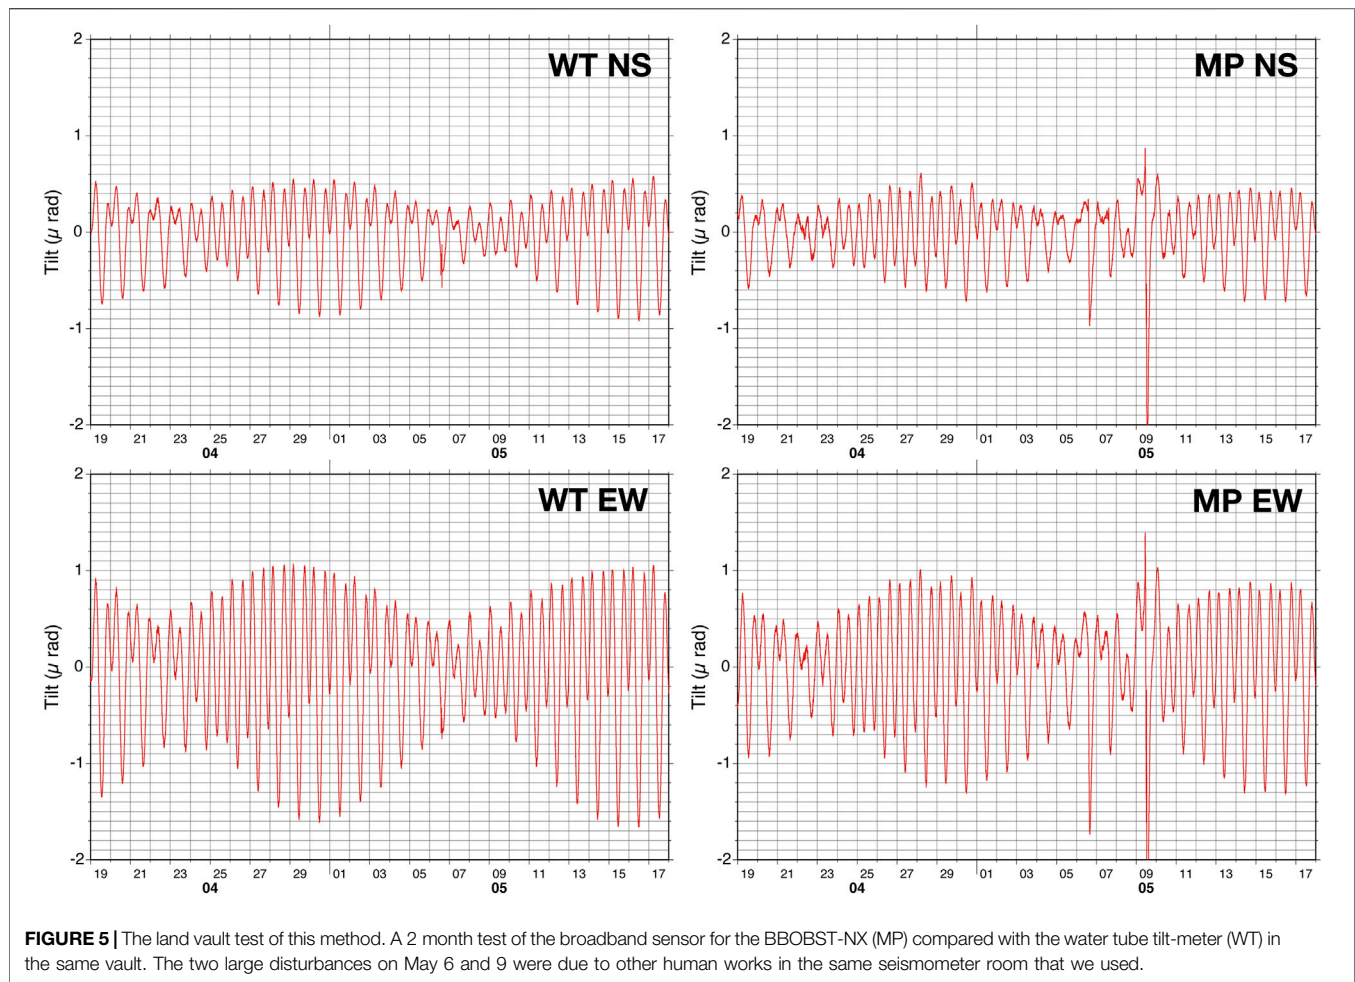 WT NS
2
1
0
-1
-2
Tilt (μ rad)
19 21 23 25 27 29 01 03 05 07 09 11 13 15 17
04 05
MP NS
2
1
0
-1
-2
Tilt (μ rad)
19 21 23 25 27 29 01 03 05 07 09 11 13 15 17
04 05
WT EW
2
1
0
-1
-2
Tilt (μ rad)
19 21 23 25 27 29 01 03 05 07 09 11 13 15 17
04 05
MP EW
2
1
0
-1
-2
Tilt (μ rad)
19 21 23 25 27 29 01 03 05 07 09 11 13 15 17
04 05
FIGURE 5 | The land vault test of this method. A 2 month test of the broadband sensor for the BBOBST-NX (MP) compared with the water tube tilt-meter (WT) in
the same vault. The two large disturbances on May 6 and 9 were due to other human works in the same seismometer room that we used.